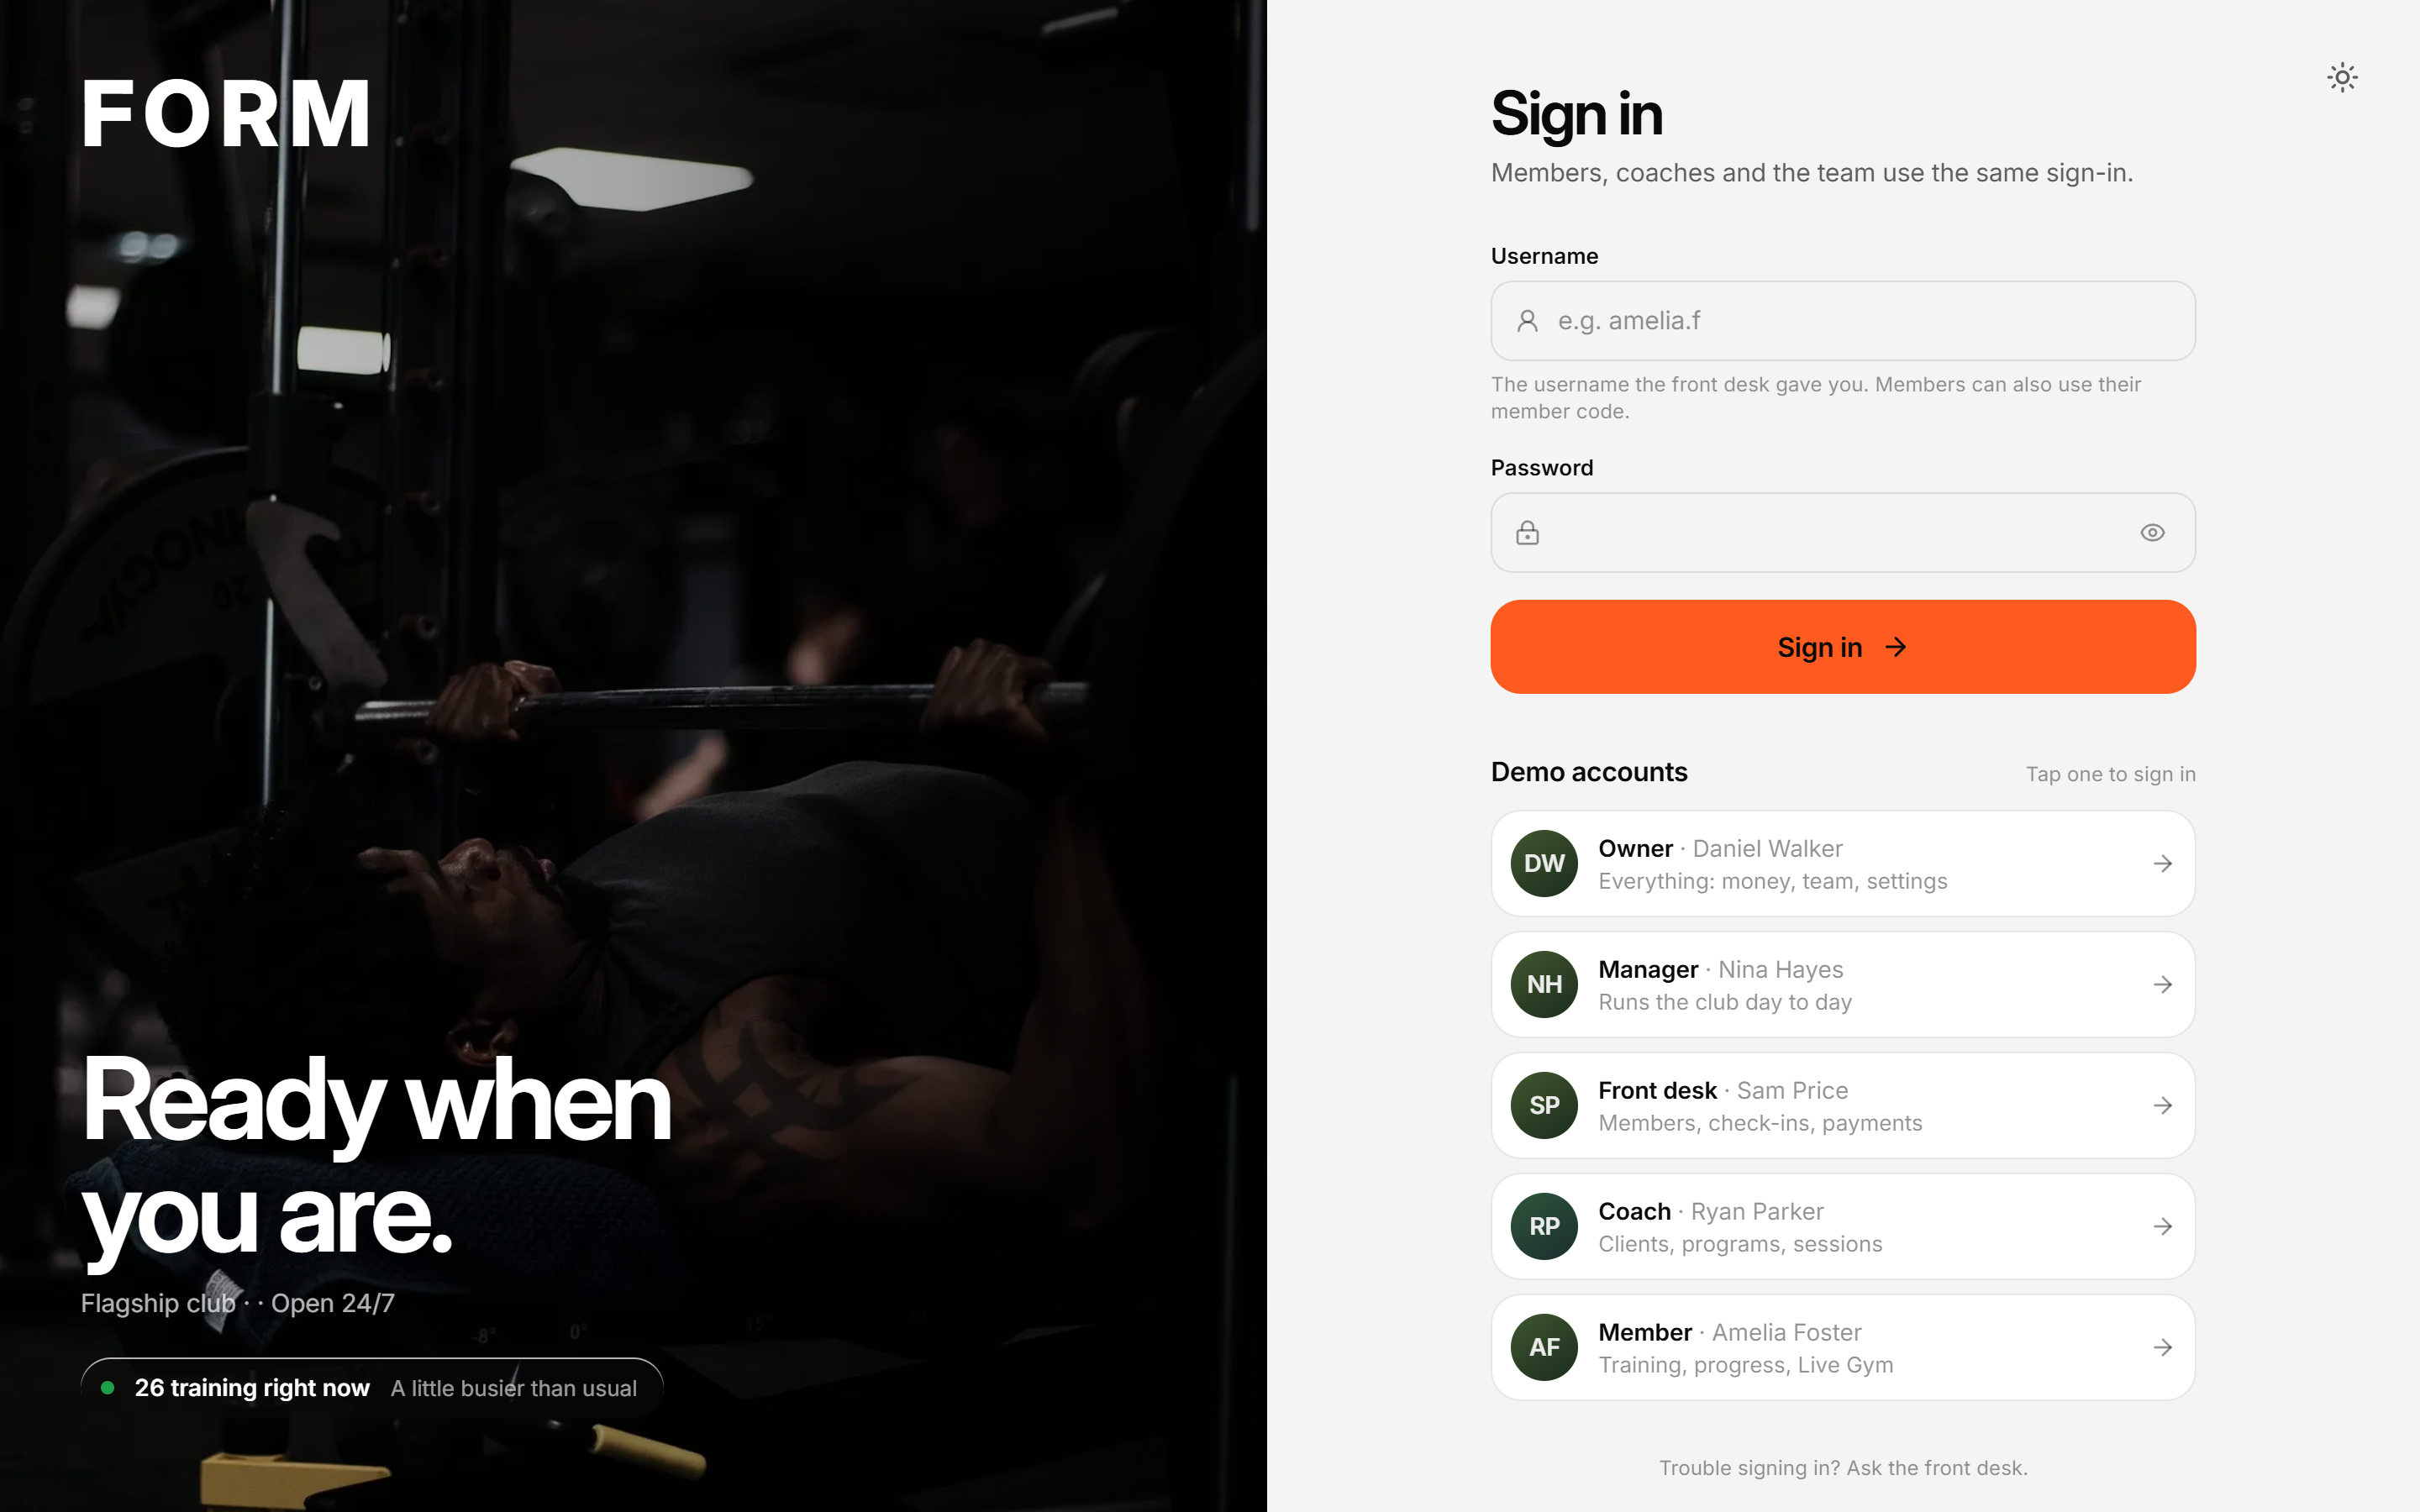 FORM
Ready when
you are.
Flagship club · · Open 24/7
26 training right now A little busier than usual
-8° 0° 15°
20
Sign in
Members, coaches and the team use the same sign-in.
Username
e.g. amelia.f
The username the front desk gave you. Members can also use their
member code.
Password
Sign in →
Demo accounts
Tap one to sign in
DW
Owner · Daniel Walker
Everything: money, team, settings
NH
Manager · Nina Hayes
Runs the club day to day
SP
Front desk · Sam Price
Members, check-ins, payments
RP
Coach · Ryan Parker
Clients, programs, sessions
AF
Member · Amelia Foster
Training, progress, Live Gym
Trouble signing in? Ask the front desk.